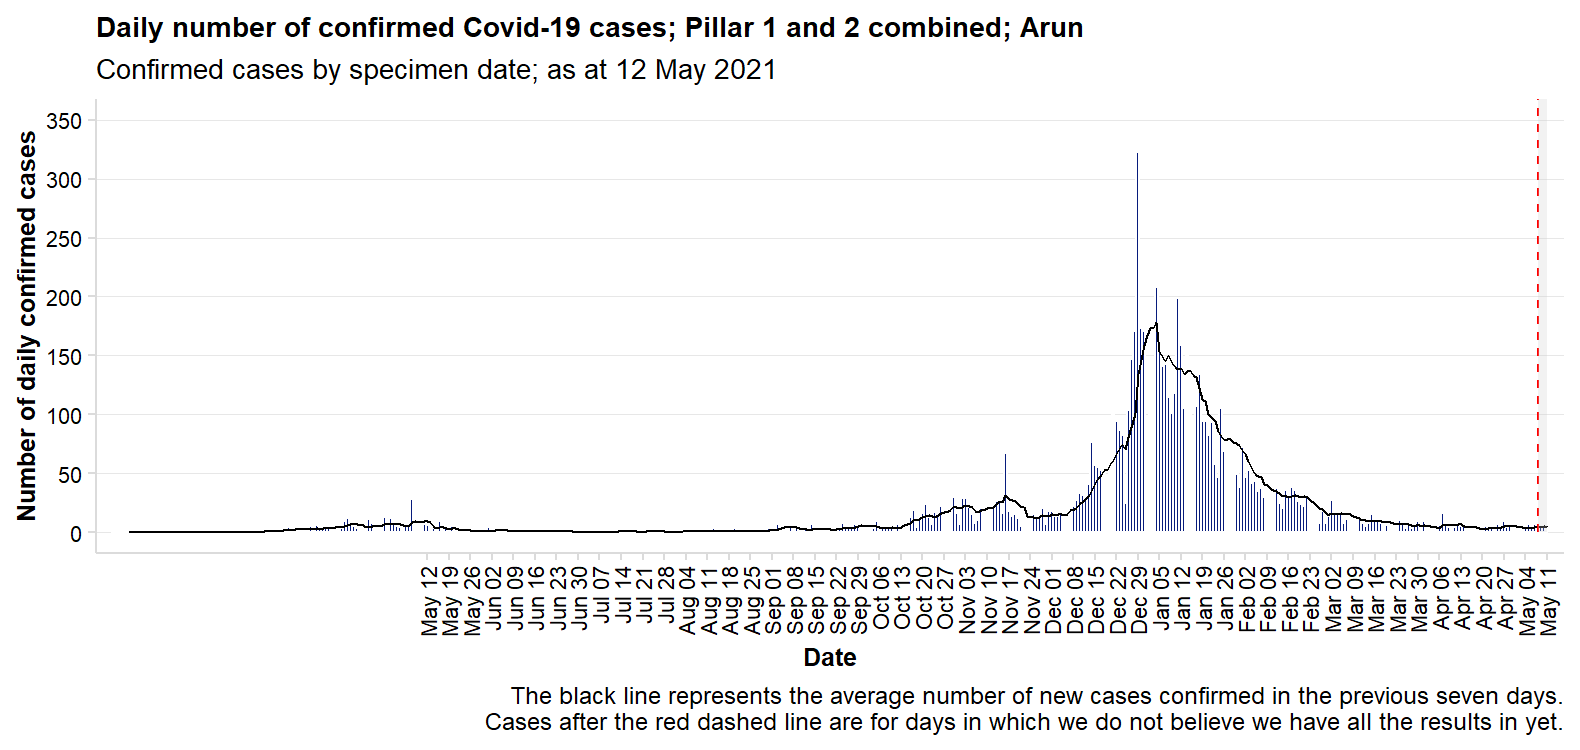 Daily number of confirmed Covid-19 cases; Pillar 1 and 2 combined; Arun
Confirmed cases by specimen date; as at 12 May 2021
Number of daily confirmed cases
350
300
250
200
150
100
50
0
May 12
May 19
May 26
Jun 02
Jun 09
Jun 16
Jun 23
Jun 30
Jul 07
Jul 14
Jul 21
Jul 28
Aug 04
Aug 11
Aug 18
Aug 25
Sep 01
Sep 08
Sep 15
Sep 22
Sep 29
Oct 06
Oct 13
Oct 20
Oct 27
Nov 03
Nov 10
Nov 17
Nov 24
Dec 01
Dec 08
Dec 15
Dec 22
Dec 29
Jan 05
Jan 12
Jan 19
Jan 26
Feb 02
Feb 09
Feb 16
Feb 23
Mar 02
Mar 09
Mar 16
Mar 23
Mar 30
Apr 06
Apr 13
Apr 20
Apr 27
May 04
May 11
Date
The black line represents the average number of new cases confirmed in the previous seven days.
Cases after the red dashed line are for days in which we do not believe we have all the results in yet.